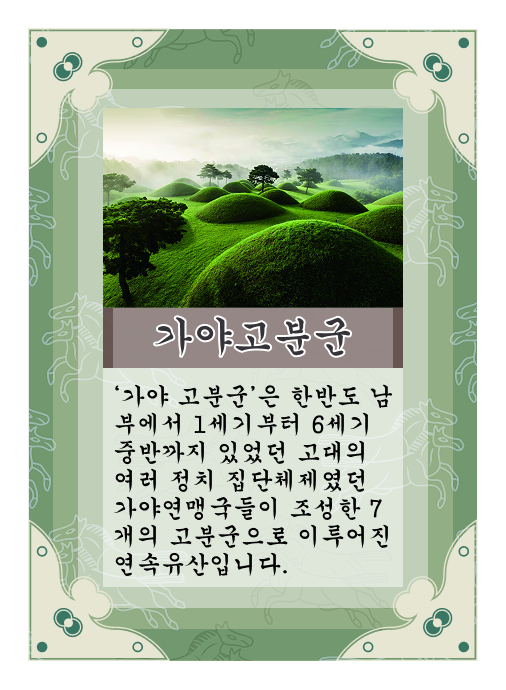 가야고분군
‘가야 고분군’은 한반도 남
부에서 1세기부터 6세기
중반까지 있었던 고대의
여러 정치 집단체제였던
가야연맹국들이 조성한 7
개의 고분군으로 이루어진
연속유산입니다.